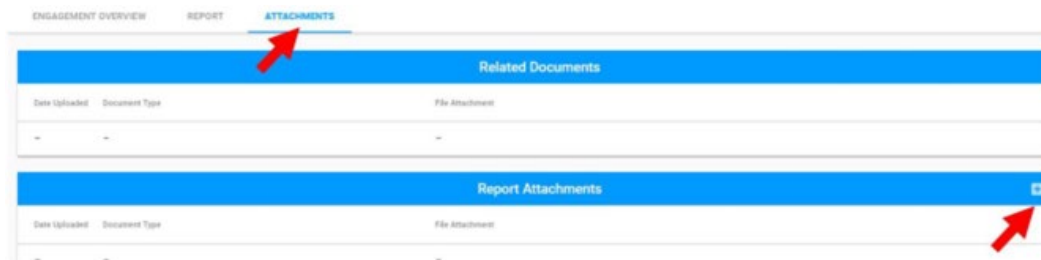 ENGAGEMENT OVERVIEW REPORT ATTACHMENTS
Related Documents
Date Uploaded Document Type File Attachment
– – –
Report Attachments
Date Uploaded Document Type File Attachment
– – –